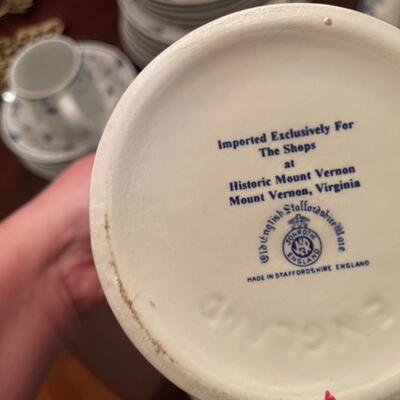 Imported Exclusively For
The Shops
at
Historic Mount Vernon
Mount Vernon, Virginia
Old English Staffordshire Ware
JONROTH
ENGLAND
MADE IN STAFFORDSHIRE ENGLAND
ENGLAND